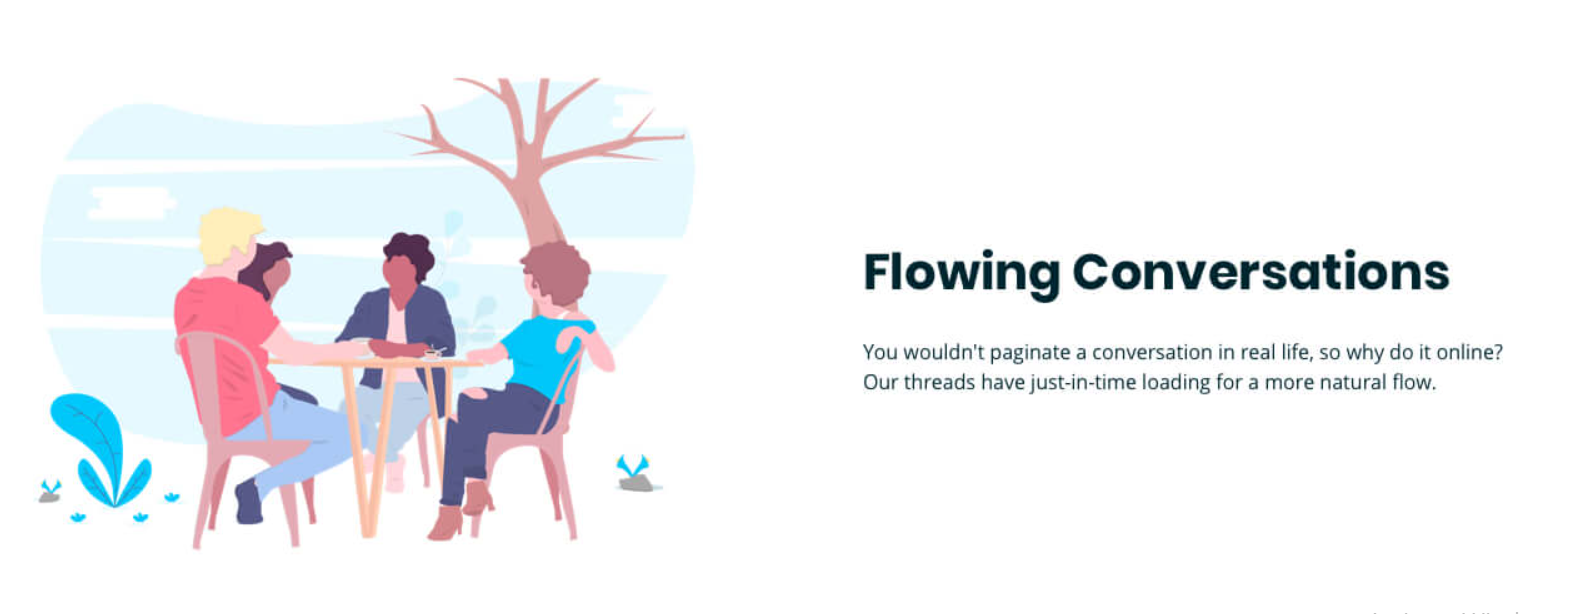 Flowing Conversations
You wouldn't paginate a conversation in real life, so why do it online?
Our threads have just-in-time loading for a more natural flow.